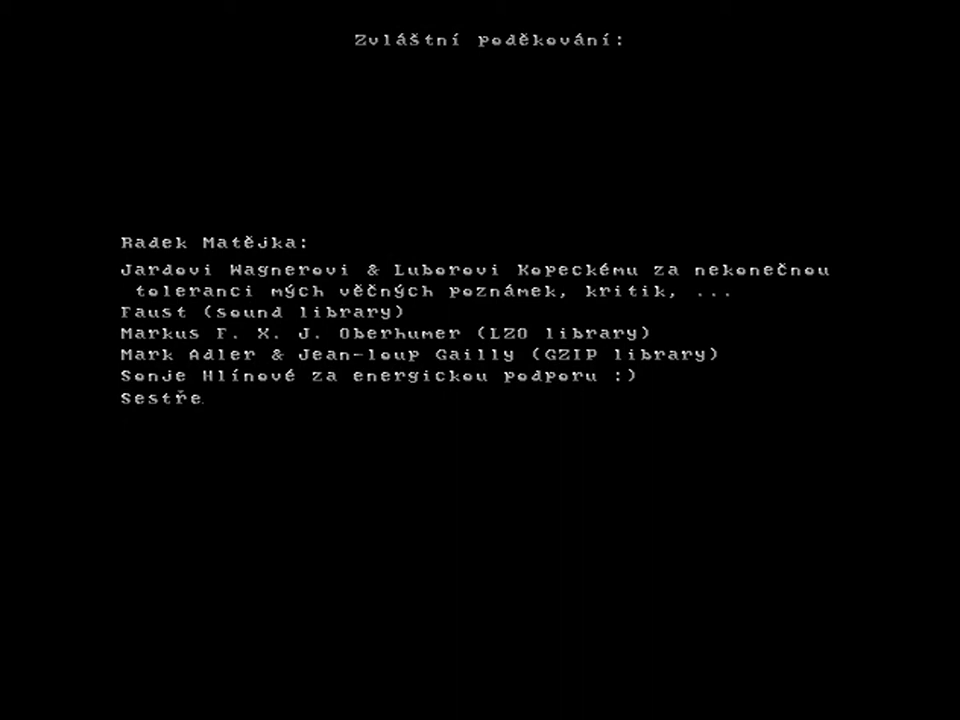 Zvláštní poděkování:
Radek Matějka:
Jardovi Wagnerovi & Luborovi Kopeckému za nekonečnou
toleranci mých věčných poznámek, kritik, ...
Faust (sound library)
Markus F. X. J. Oberhumer (LZO library)
Mark Adler & Jean-loup Gailly (GZIP library)
Sonje Hlínové za energickou podporu :)
Sestře